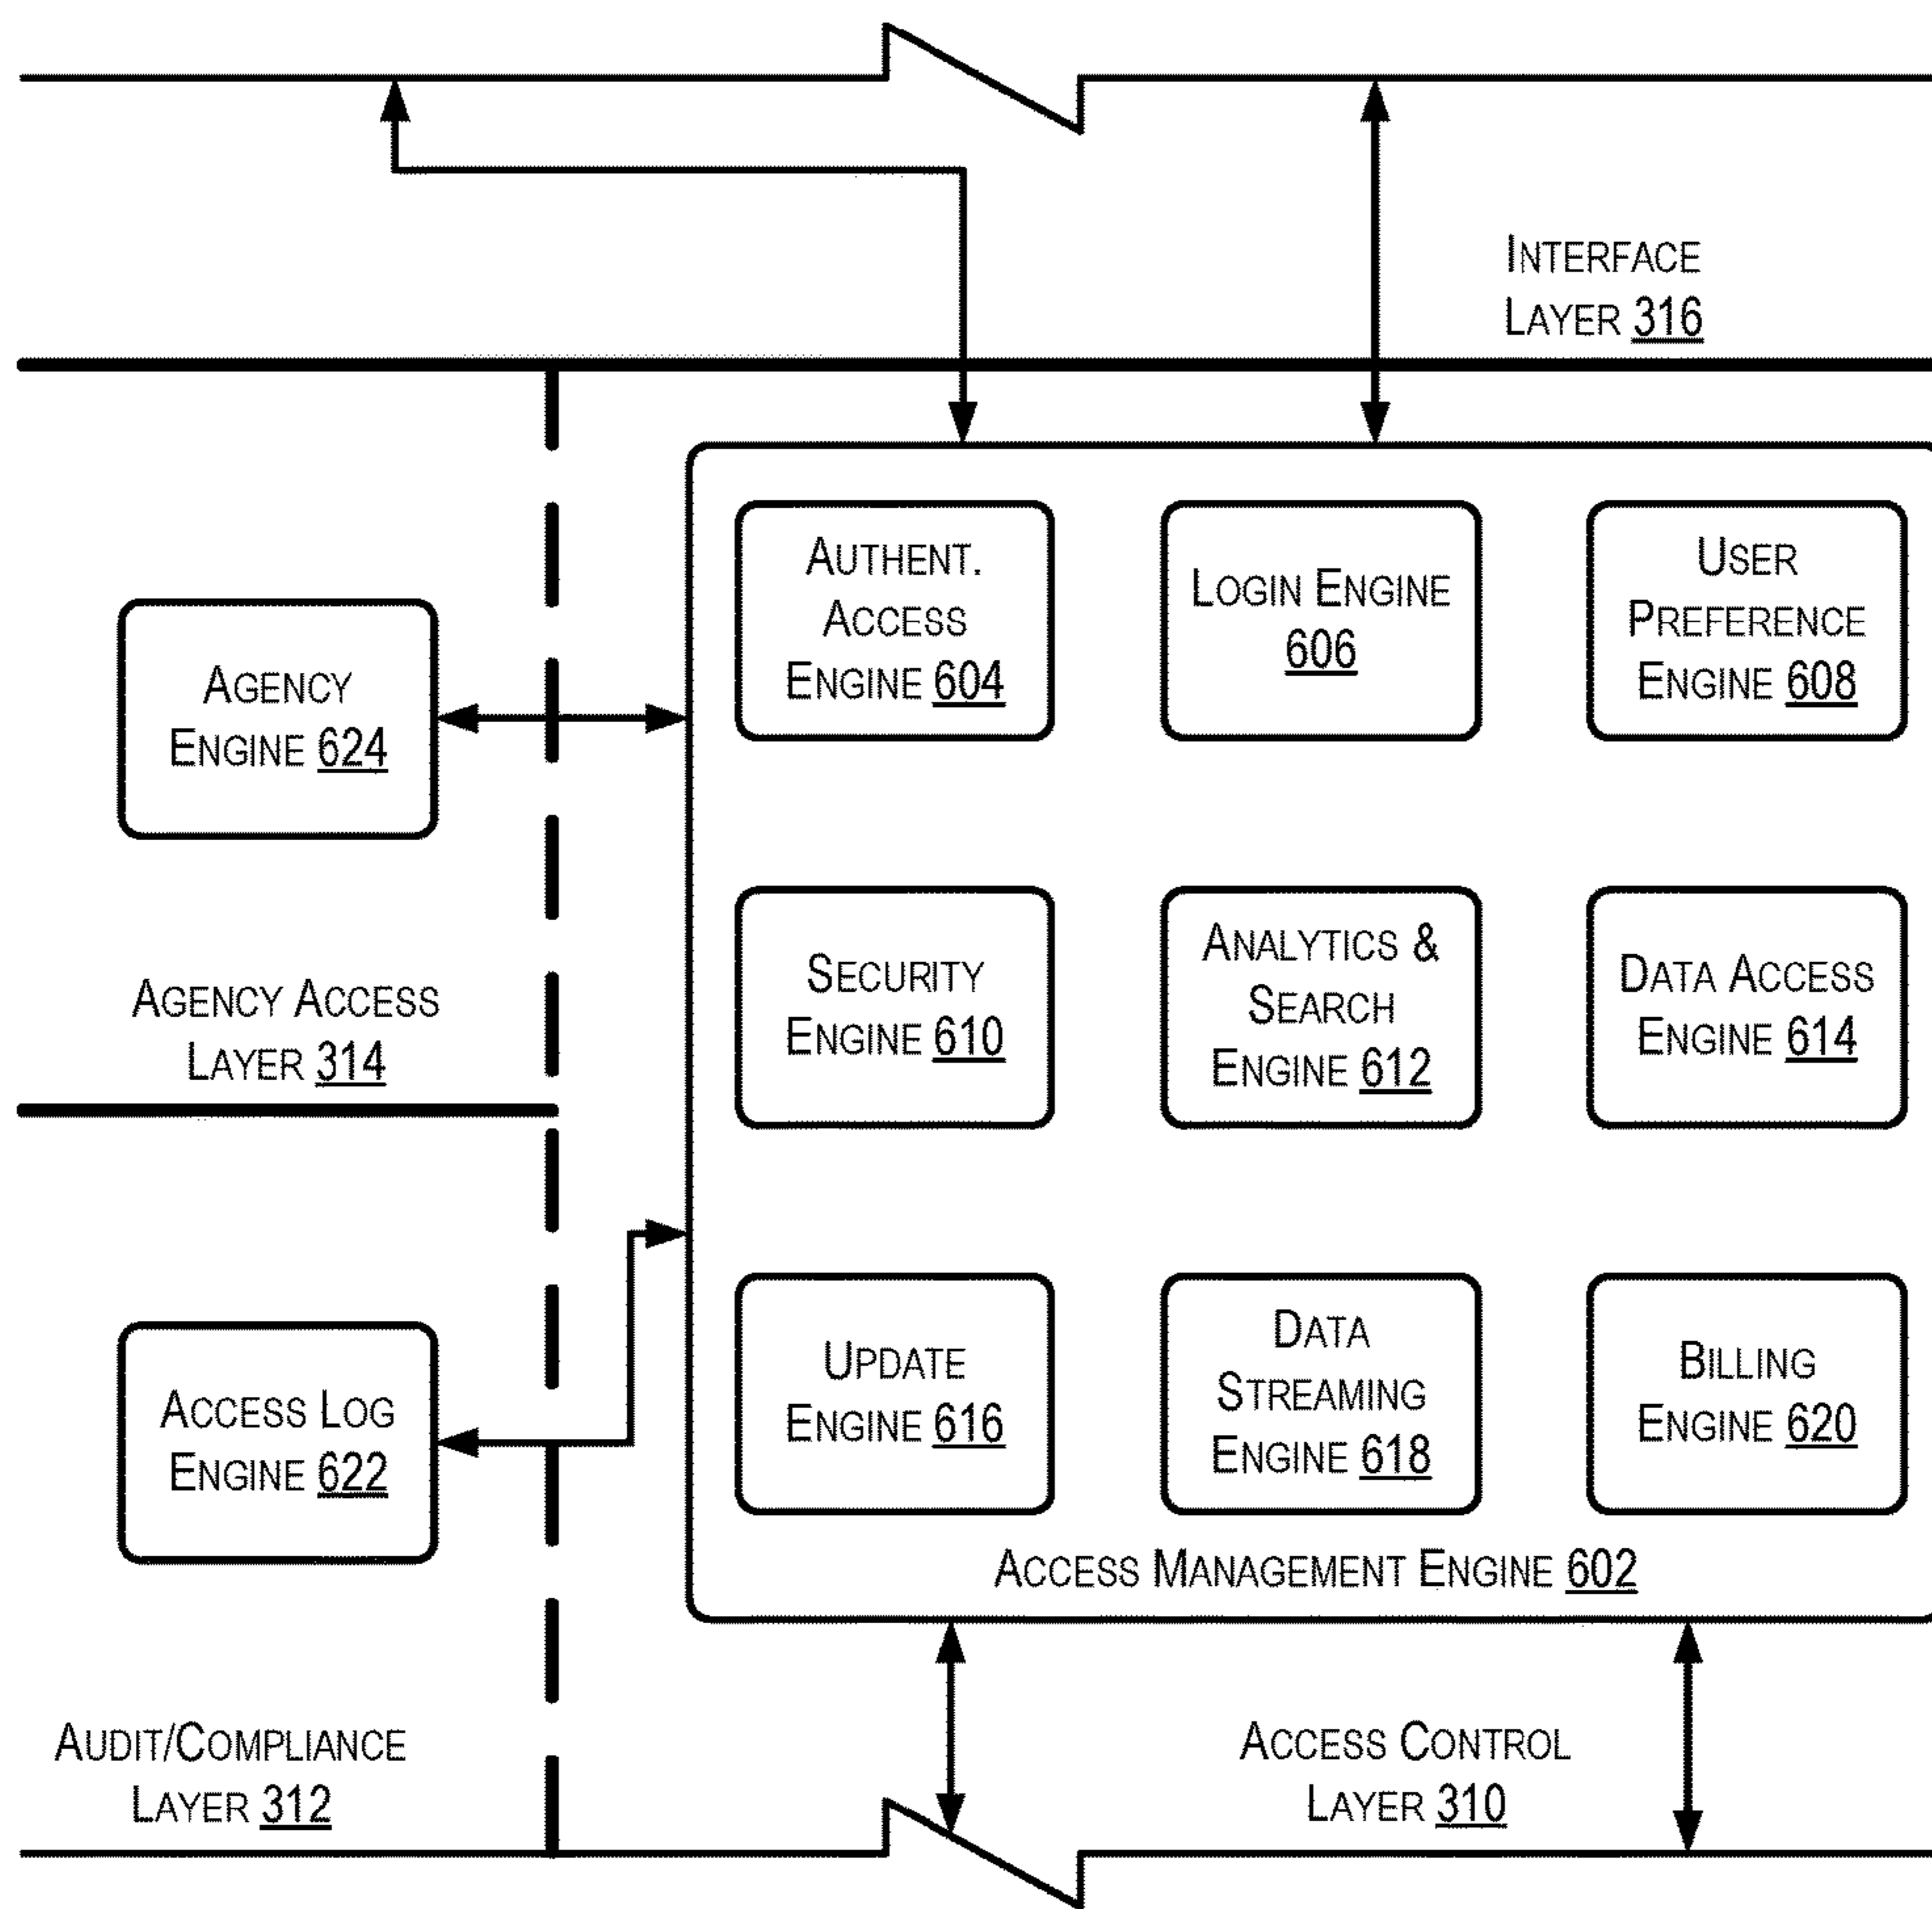 INTERFACE
LAYER 316
AUTHENT.
ACCESS
ENGINE 604
LOGIN ENGINE
606
USER
PREFERENCE
ENGINE 608
AGENCY
ENGINE 624
SECURITY
ENGINE 610
ANALYTICS &
SEARCH
ENGINE 612
DATA ACCESS
ENGINE 614
AGENCY ACCESS
LAYER 314
UPDATE
ENGINE 616
DATA
STREAMING
ENGINE 618
BILLING
ENGINE 620
ACCESS LOG
ENGINE 622
ACCESS MANAGEMENT ENGINE 602
AUDIT/COMPLIANCE
LAYER 312
ACCESS CONTROL
LAYER 310